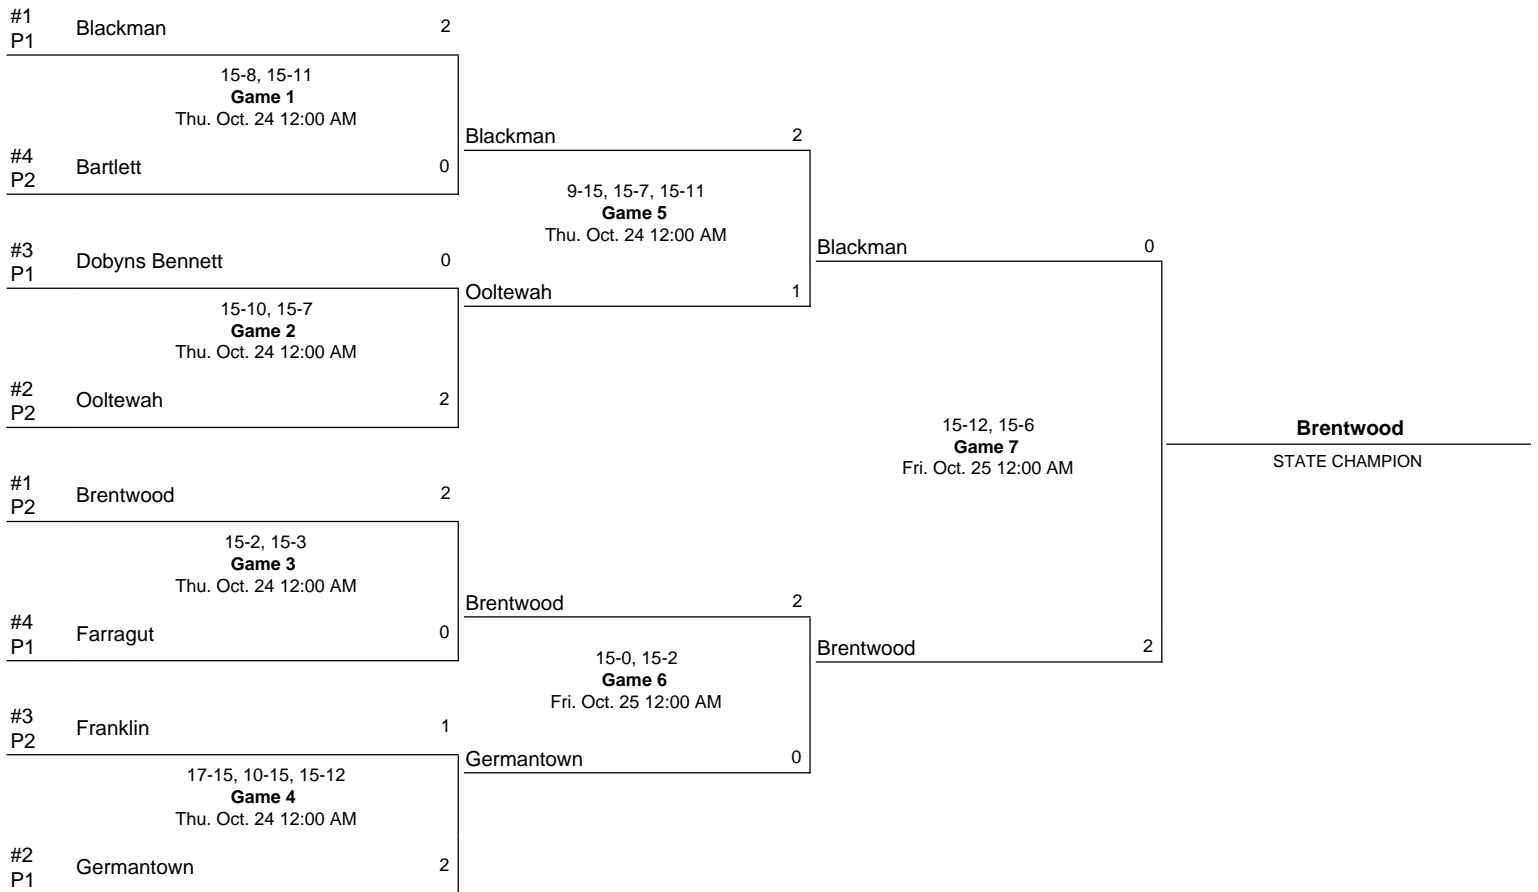 #1
P1
Blackman 2
15-8, 15-11
Game 1
Thu. Oct. 24 12:00 AM
#4
P2
Bartlett 0
#3
P1
Dobyns Bennett 0
15-10, 15-7
Game 2
Thu. Oct. 24 12:00 AM
#2
P2
Ooltewah 2
#1
P2
Brentwood 2
15-2, 15-3
Game 3
Thu. Oct. 24 12:00 AM
#4
P1
Farragut 0
#3
P2
Franklin 1
17-15, 10-15, 15-12
Game 4
Thu. Oct. 24 12:00 AM
#2
P1
Germantown 2
Blackman 2
9-15, 15-7, 15-11
Game 5
Thu. Oct. 24 12:00 AM
Ooltewah 1
Brentwood 2
15-0, 15-2
Game 6
Fri. Oct. 25 12:00 AM
Germantown 0
Blackman 0
15-12, 15-6
Game 7
Fri. Oct. 25 12:00 AM
Brentwood 2
Brentwood
STATE CHAMPION